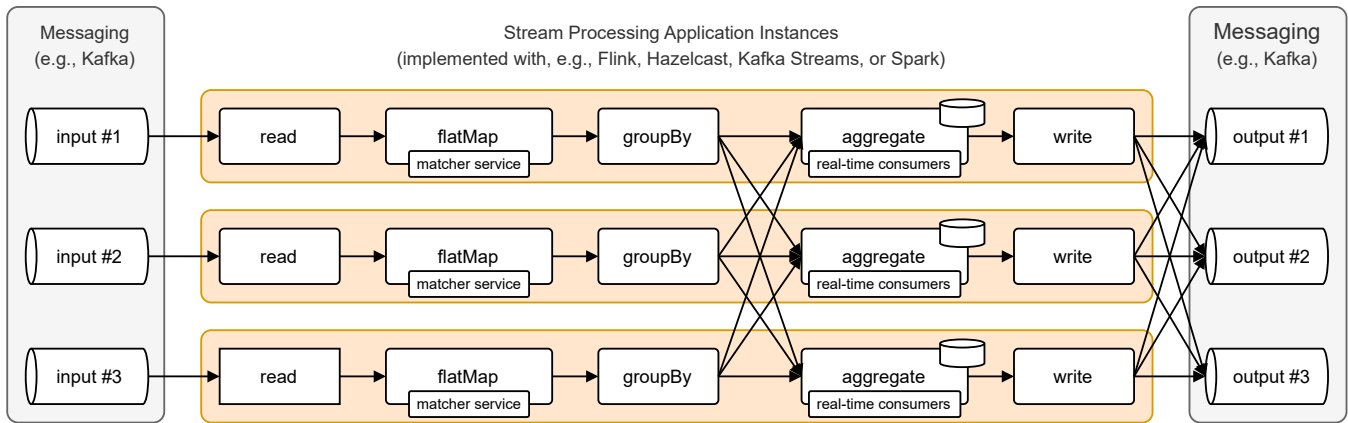 Messaging
(e.g., Kafka)
Stream Processing Application Instances
(implemented with, e.g., Flink, Hazelcast, Kafka Streams, or Spark)
Messaging
(e.g., Kafka)
input #1
read
flatMap
matcher service
groupBy
aggregate
real-time consumers
write
output #1
input #2
read
flatMap
matcher service
groupBy
aggregate
real-time consumers
write
output #2
input #3
read
flatMap
matcher service
groupBy
aggregate
real-time consumers
write
output #3